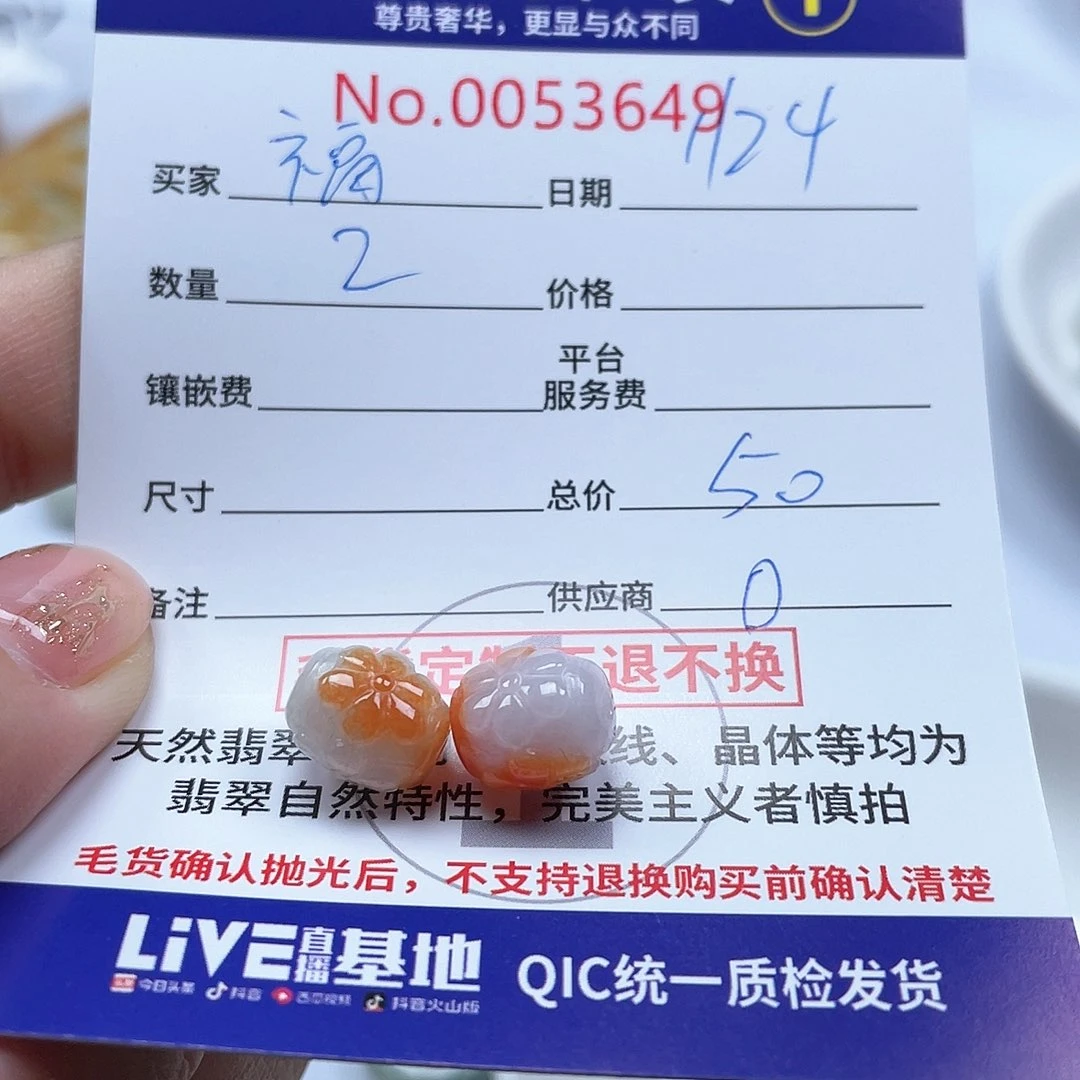 尊贵奢华，更显与众不同
No.0053649
买家 福 日期 1/24
数量 2 价格
镶嵌费 平台服务费
尺寸 总价 50
备注 供应商 0
定制 不退不换
天然翡翠 线、晶体等均为
翡翠自然特性，完美主义者慎拍
毛货确认抛光后，不支持退换购买前确认清楚
LiVE直播基地 QIC统一质检发货
今日头条 抖音 西瓜视频 抖音火山版